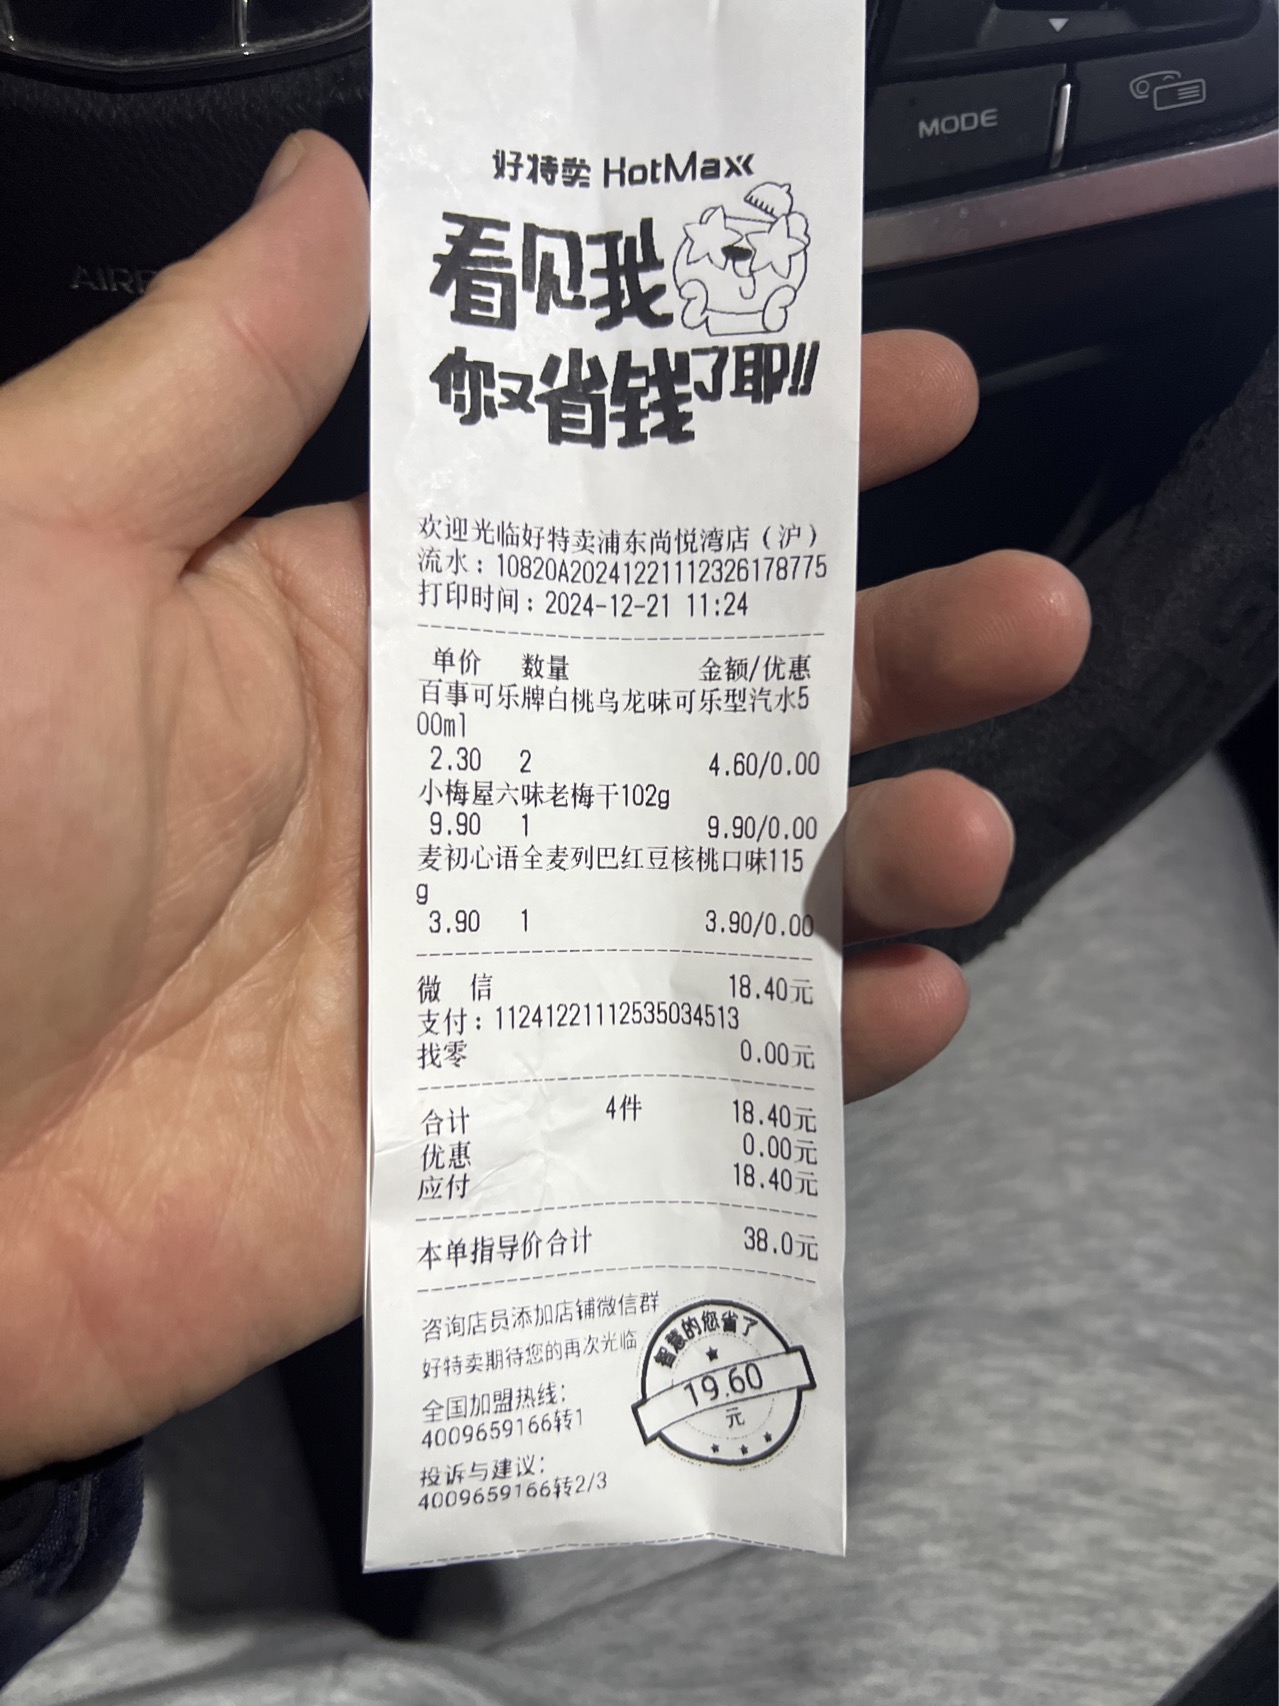 MODE
AIR
好特卖 HotMaxx
看见我
你又省钱了耶!!
欢迎光临好特卖浦东尚悦湾店（沪）
流水：10820A20241221112326178775
打印时间：2024-12-21 11:24
单价 数量 金额/优惠
百事可乐牌白桃乌龙味可乐型汽水5
00ml
2.30 2 4.60/0.00
小梅屋六味老梅干102g
9.90 1 9.90/0.00
麦初心语全麦列巴红豆核桃口味115
g
3.90 1 3.90/0.00
微 信 18.40元
支付：11241221112535034513
找零 0.00元
合计 4件 18.40元
优惠 0.00元
应付 18.40元
本单指导价合计 38.0元
咨询店员添加店铺微信群
好特卖期待您的再次光临
全国加盟热线：
4009659166转1
投诉与建议：
4009659166转2/3
智慧的您省了
19.60
元